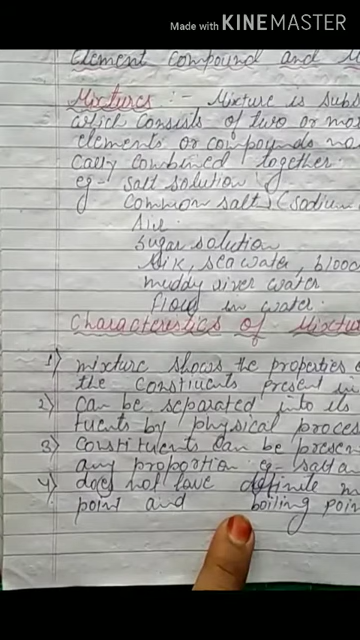 Made with KINEMASTER
Element Compound and
Mixtures :- Mixture is subs
which consists of two or mo
elements or compounds no
cally combined together.
eg - salt solution
Common salt (sodium
Air
sugar solution
Milk, sea water, blood
muddy river water
flour in water.
Characteristics of Mixtur
1) mixture shows the properties o
the constiuents present in
2) can be separated into its
tuents by physical proces
3) constituents can be presen
any proportion eg - salt a
4) does not have definite m
point and boiling poin